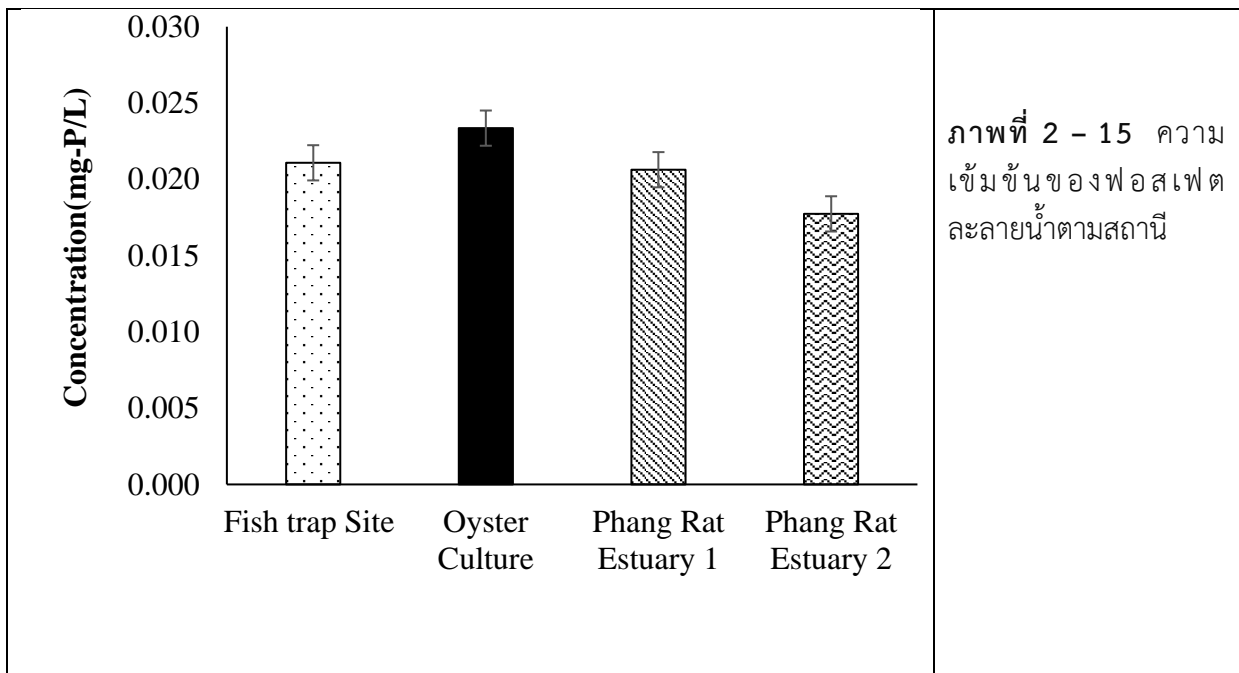 0.030
0.025
0.020
0.015
0.010
0.005
0.000
Concentration(mg-P/L)
Fish trap Site
Oyster
Culture
Phang Rat
Estuary 1
Phang Rat
Estuary 2
ภาพที่ 2 – 15 ความ
เข้มข้นของฟอสเฟต
ละลายน้ำตามสถานี